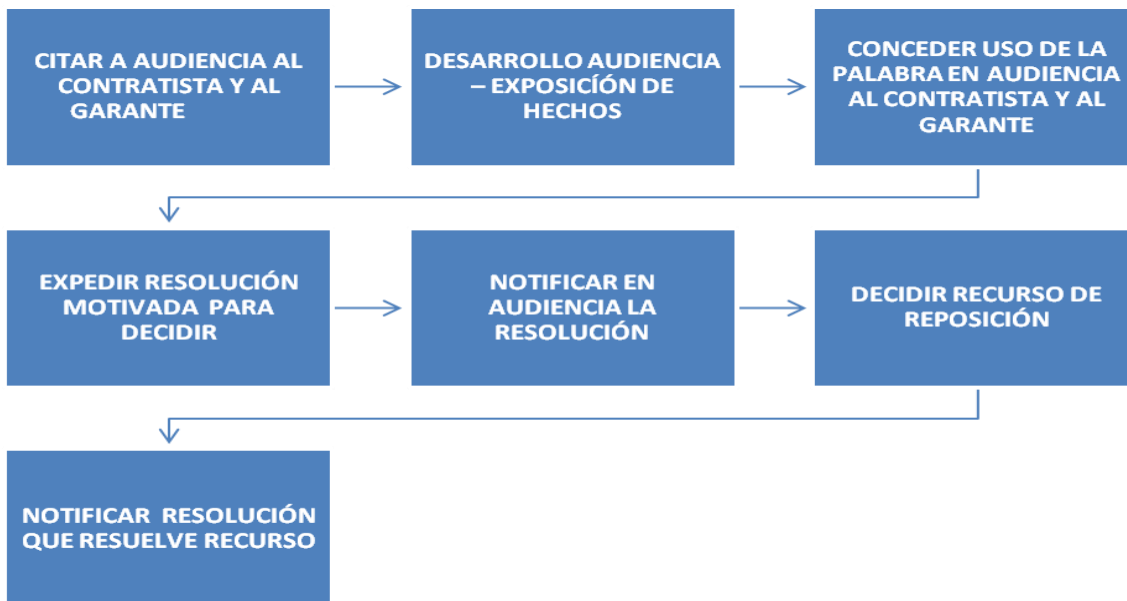 CITAR A AUDIENCIA AL
CONTRATISTA Y AL
GARANTE
DESARROLLO AUDIENCIA
– EXPOSICÍÓN DE
HECHOS
CONCEDER USO DE LA
PALABRA EN AUDIENCIA
AL CONTRATISTA Y AL
GARANTE
EXPEDIR RESOLUCIÓN
MOTIVADA PARA
DECIDIR
NOTIFICAR EN
AUDIENCIA LA
RESOLUCIÓN
DECIDIR RECURSO DE
REPOSICIÓN
NOTIFICAR RESOLUCIÓN
QUE RESUELVE RECURSO